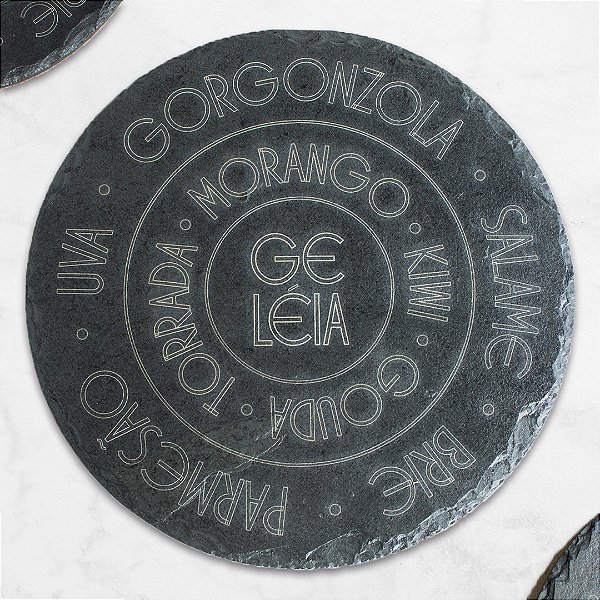 GORGONZOLA
SALAME
BRIE
PARMESÃO
UVA
MORANGO
KIWI
GOUDA
TORRADA
GE
LÉIA